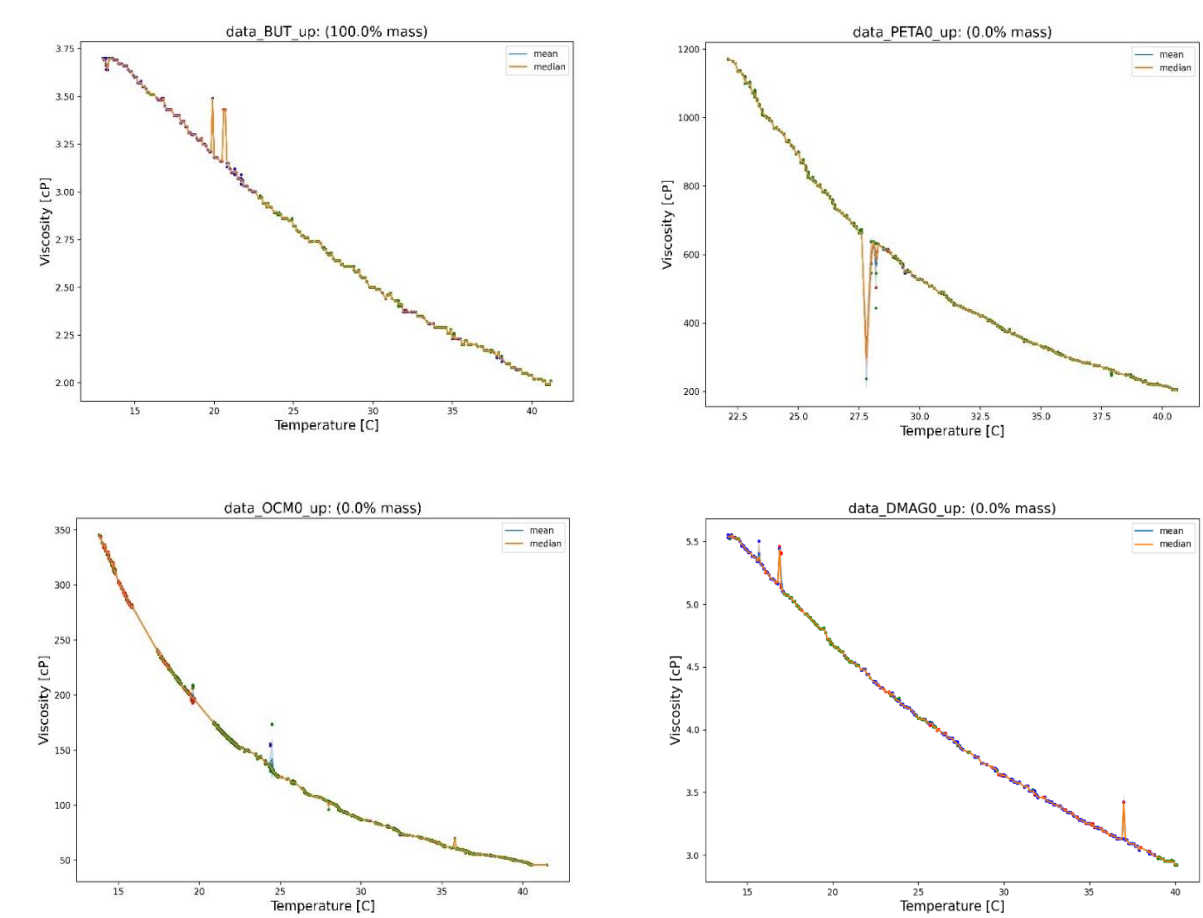 data_BUT_up: (100.0% mass)
mean
median
3.75
3.50
3.25
3.00
2.75
2.50
2.25
2.00
Viscosity [cP]
15 20 25 30 35 40
Temperature [C]
data_PETA0_up: (0.0% mass)
mean
median
1200
1000
800
600
400
200
Viscosity [cP]
22.5 25.0 27.5 30.0 32.5 35.0 37.5 40.0
Temperature [C]
data_OCM0_up: (0.0% mass)
mean
median
350
300
250
200
150
100
50
Viscosity [cP]
15 20 25 30 35 40
Temperature [C]
data_DMAG0_up: (0.0% mass)
mean
median
5.5
5.0
4.5
4.0
3.5
3.0
Viscosity [cP]
15 20 25 30 35 40
Temperature [C]